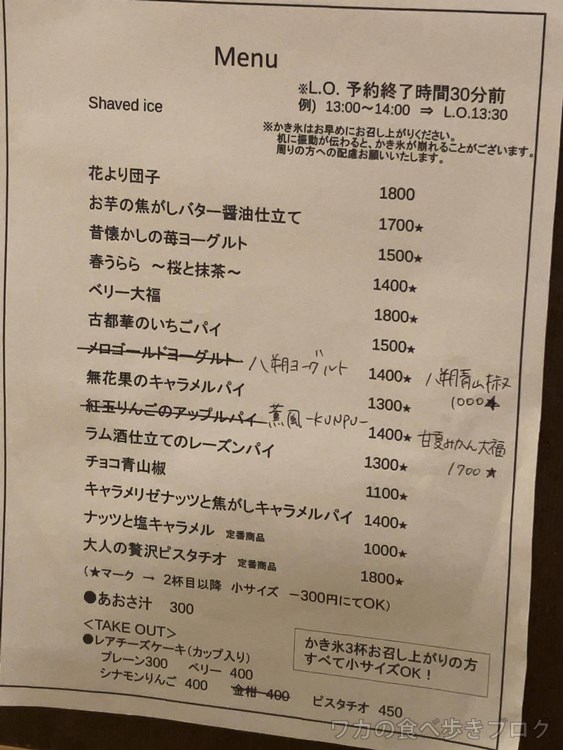 Menu
※L.O. 予約終了時間30分前
例) 13:00～14:00 ⇒ L.O.13:30
Shaved ice
※かき氷はお早めにお召し上がりください。
机に振動が伝わると、かき氷が崩れることがございます。
周りの方への配慮お願いいたします。
花より団子 1800
お芋の焦がしバター醤油仕立て 1700★
昔懐かしの苺ヨーグルト 1500★
春うらら ～桜と抹茶～ 1400★
ベリー大福 1800★
古都華のいちごパイ 1500★
メロゴールドヨーグルト 八朔ヨーグルト 1400★ 八朔青山椒
1000★
無花果のキャラメルパイ 1300★
紅玉りんごのアップルパイ 薫風-KUNPU- 1400★ 甘夏みかん大福
1700★
ラム酒仕立てのレーズンパイ 1300★
チョコ青山椒 1100★
キャラメリゼナッツと焦がしキャラメルパイ 1400★
ナッツと塩キャラメル 定番商品 1000★
大人の贅沢ピスタチオ 定番商品 1800★
(★マーク → 2杯目以降 小サイズ －300円にてOK)
●あおさ汁 300
＜TAKE OUT＞
●レアチーズケーキ(カップ入り)
プレーン300 ベリー 400
シナモンりんご 400 金柑 400 ピスタチオ 450
かき氷3杯お召し上がりの方
すべて小サイズOK！
ワカの食べ歩きブログ